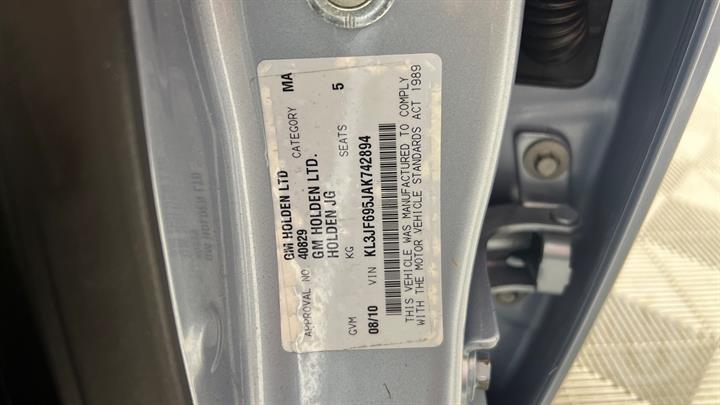 GM HOLDEN LTD
APPROVAL NO 40829 CATEGORY MA
GM HOLDEN LTD.
HOLDEN JG
GVM KG SEATS 5
08/10 VIN KL3JF695JAK742894
THIS VEHICLE WAS MANUFACTURED TO COMPLY
WITH THE MOTOR VEHICLE STANDARDS ACT 1989